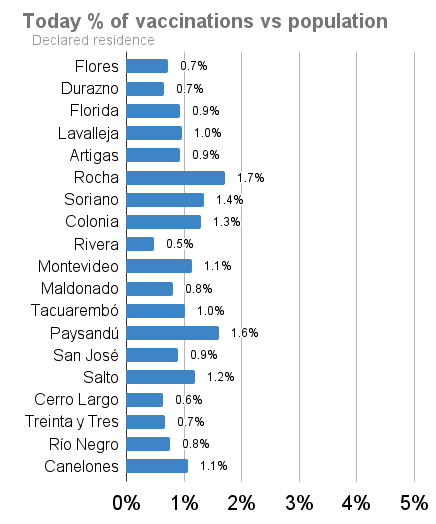 Today % of vaccinations vs population
Declared residence
Flores 0.7%
Durazno 0.7%
Florida 0.9%
Lavalleja 1.0%
Artigas 0.9%
Rocha 1.7%
Soriano 1.4%
Colonia 1.3%
Rivera 0.5%
Montevideo 1.1%
Maldonado 0.8%
Tacuarembó 1.0%
Paysandú 1.6%
San José 0.9%
Salto 1.2%
Cerro Largo 0.6%
Treinta y Tres 0.7%
Río Negro 0.8%
Canelones 1.1%
0% 1% 2% 3% 4% 5%